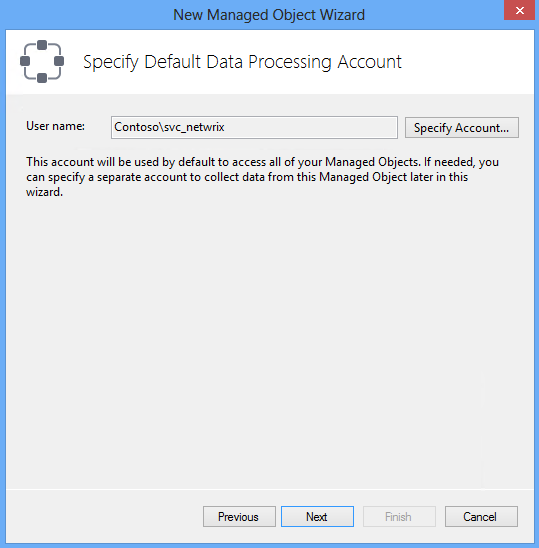 New Managed Object Wizard
Specify Default Data Processing Account
User name: Contoso\svc_netwrix Specify Account...
This account will be used by default to access all of your Managed Objects. If needed, you
can specify a separate account to collect data from this Managed Object later in this
wizard.
Previous Next Finish Cancel